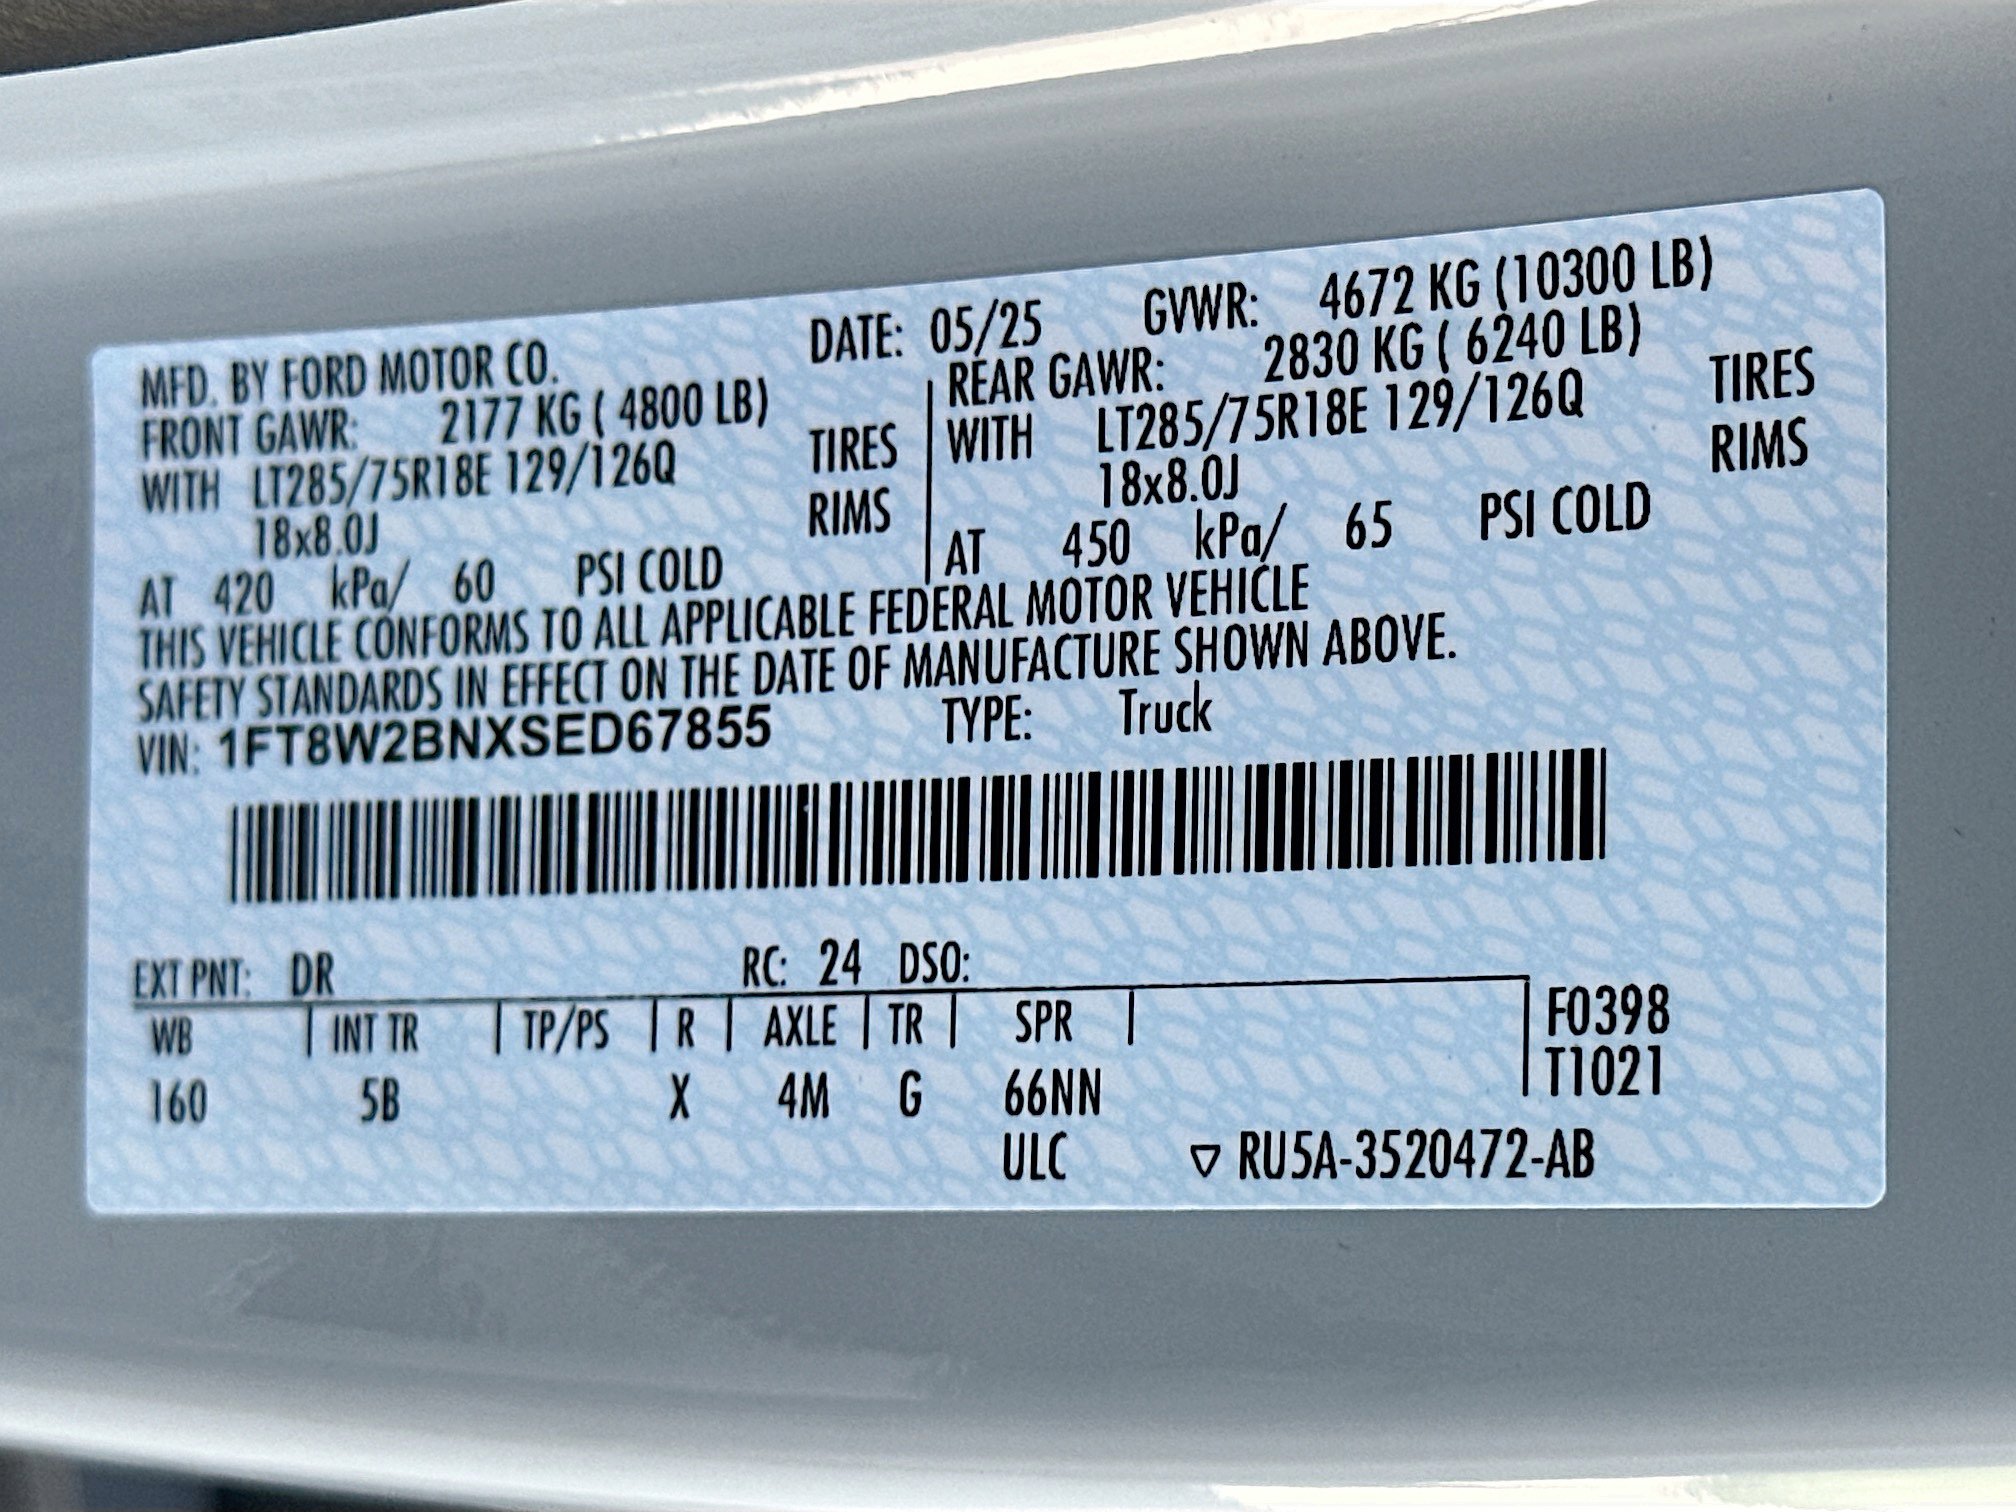 MFD. BY FORD MOTOR CO. DATE: 05/25 GVWR: 4672 KG (10300 LB)
FRONT GAWR: 2177 KG ( 4800 LB) REAR GAWR: 2830 KG ( 6240 LB)
WITH LT285/75R18E 129/126Q TIRES WITH LT285/75R18E 129/126Q TIRES
18x8.0J RIMS 18x8.0J RIMS
AT 420 kPa/ 60 PSI COLD AT 450 kPa/ 65 PSI COLD
THIS VEHICLE CONFORMS TO ALL APPLICABLE FEDERAL MOTOR VEHICLE
SAFETY STANDARDS IN EFFECT ON THE DATE OF MANUFACTURE SHOWN ABOVE.
VIN: 1FT8W2BNXSED67855 TYPE: Truck
EXT PNT: DR RC: 24 DSO:
WB INT TR TP/PS R AXLE TR SPR F0398
160 5B X 4M G 66NN T1021
ULC ▽ RU5A-3520472-AB